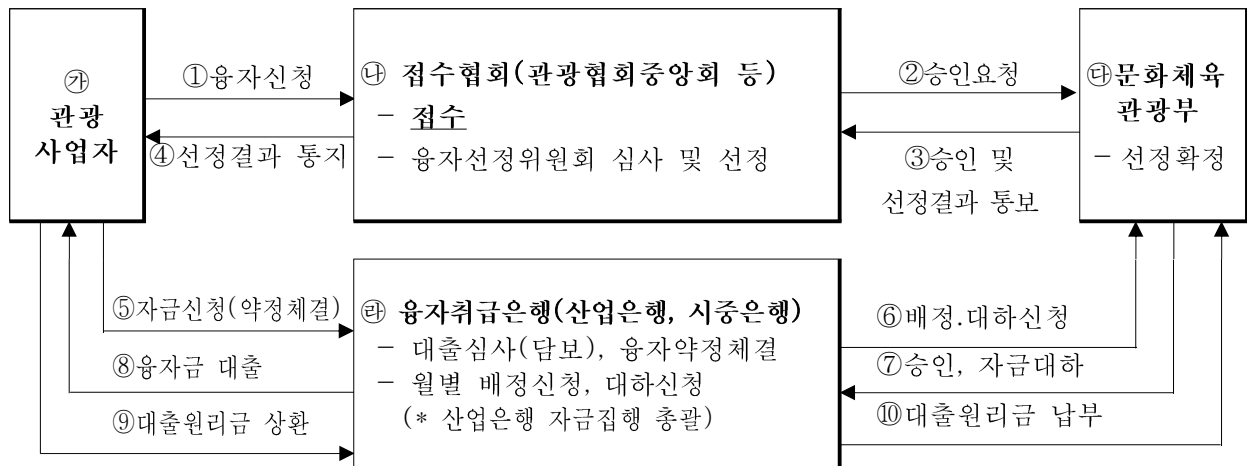 ㉮
관광
사업자
①융자신청
④선정결과 통지
㉯ 접수협회(관광협회중앙회 등)
- 접수
- 융자선정위원회 심사 및 선정
②승인요청
③승인 및
선정결과 통보
㉰문화체육
관광부
- 선정확정
⑤자금신청(약정체결)
⑧융자금 대출
⑨대출원리금 상환
㉱ 융자취급은행(산업은행, 시중은행)
- 대출심사(담보), 융자약정체결
- 월별 배정신청, 대하신청
(* 산업은행 자금집행 총괄)
⑥배정.대하신청
⑦승인, 자금대하
⑩대출원리금 납부